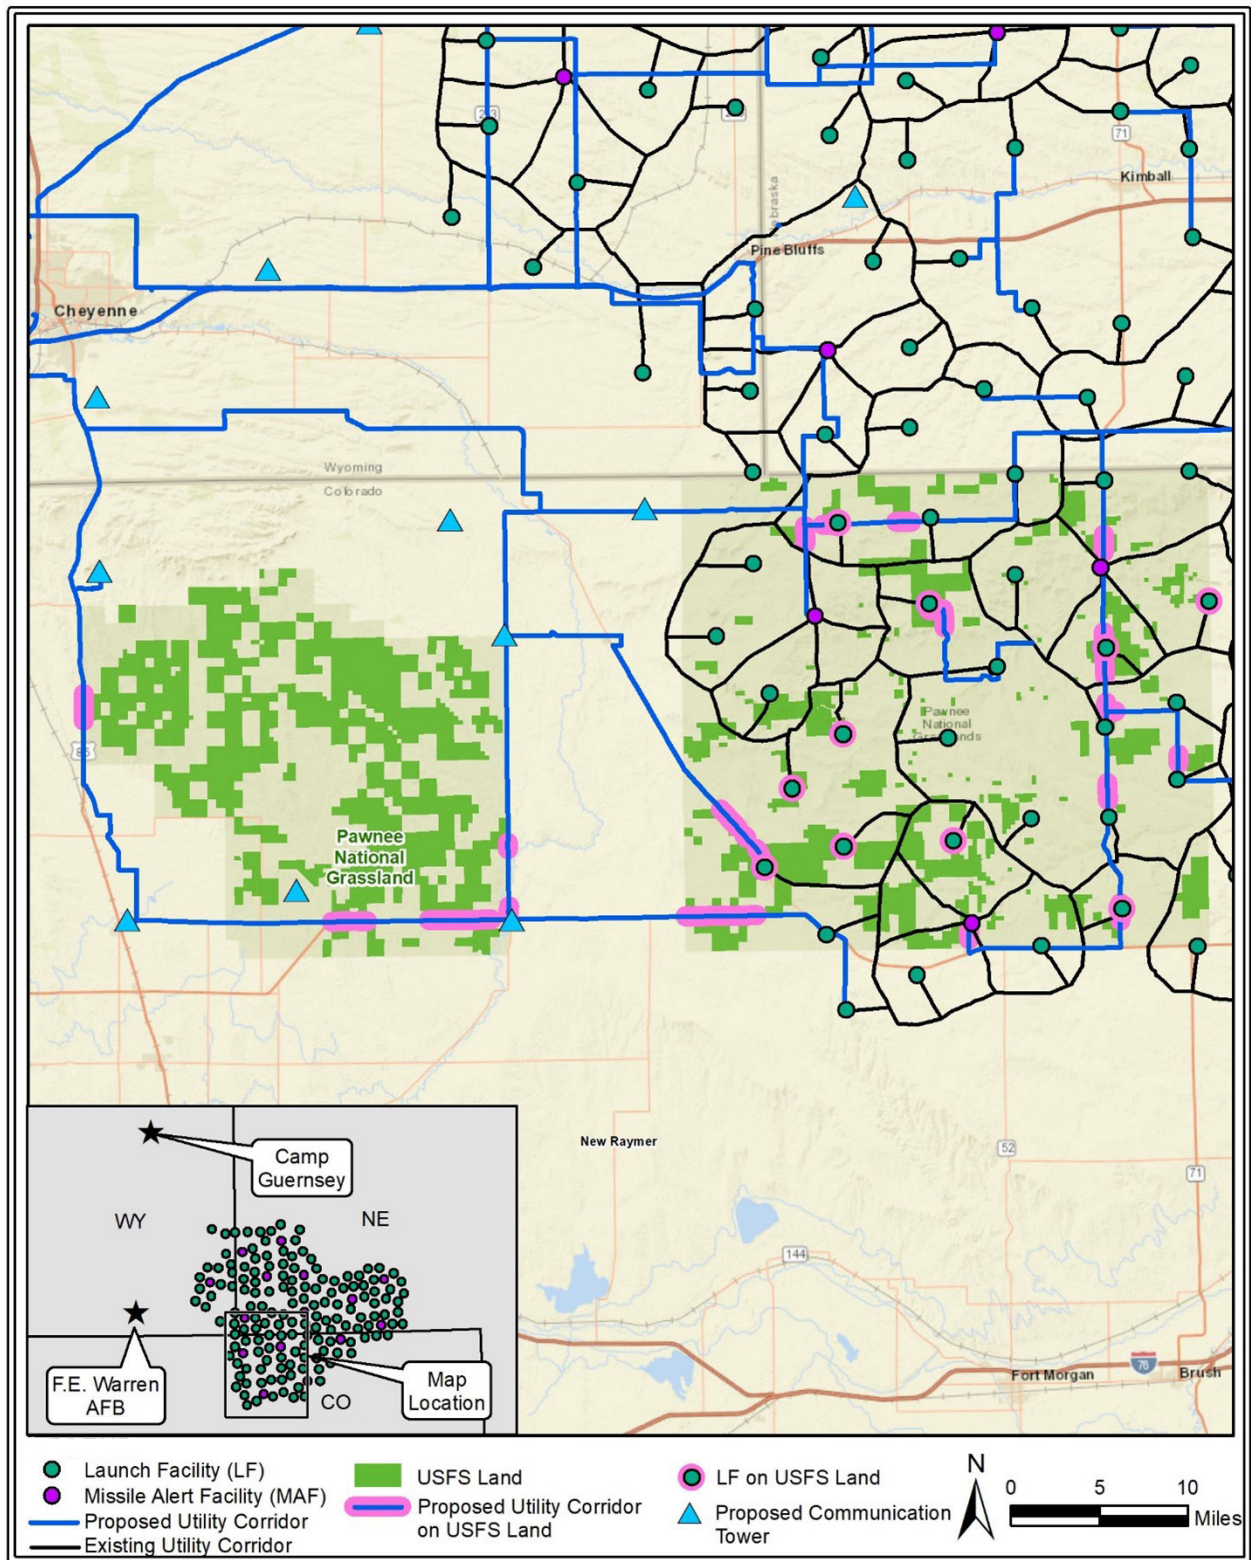 71
Kimball
Nebraska
Pine Bluffs
Cheyenne
Wyoming
Colorado
85
Pawnee
National
Grasslands
Pawnee
National
Grassland
New Raymer
52
71
144
76
Fort Morgan
Brush
Camp
Guernsey
WY
NE
F.E. Warren
AFB
Map
Location
CO
Launch Facility (LF)
Missile Alert Facility (MAF)
Proposed Utility Corridor
Existing Utility Corridor
USFS Land
Proposed Utility Corridor
on USFS Land
LF on USFS Land
Proposed Communication
Tower
N
0 5 10
Miles